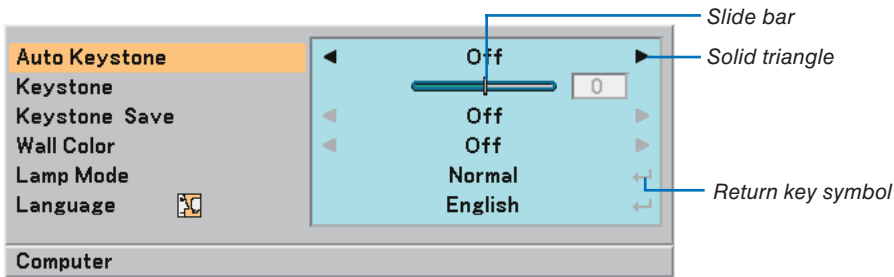 Slide bar
Auto Keystone Off Solid triangle
Keystone 0
Keystone Save Off
Wall Color Off
Lamp Mode Normal
Return key symbol
Language English
Computer